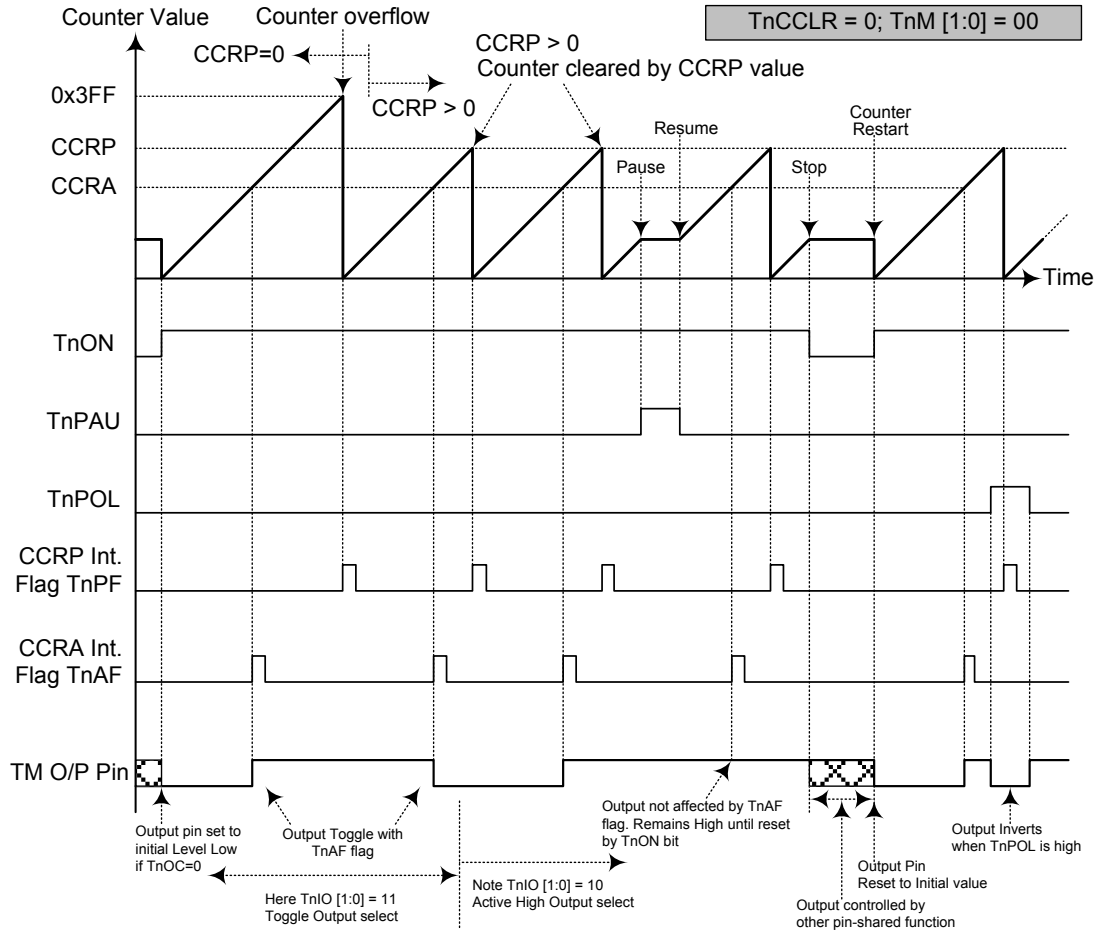 Counter Value
Counter overflow
TnCCLR = 0; TnM [1:0] = 00
CCRP=0
CCRP > 0
CCRP > 0
Counter cleared by CCRP value
0x3FF
CCRP
CCRA
Pause
Resume
Stop
Counter
Restart
Time
TnON
TnPAU
TnPOL
CCRP Int.
Flag TnPF
CCRA Int.
Flag TnAF
TM O/P Pin
Output pin set to
initial Level Low
if TnOC=0
Output Toggle with
TnAF flag
Output not affected by TnAF
flag. Remains High until reset
by TnON bit
Output Inverts
when TnPOL is high
Output Pin
Reset to Initial value
Here TnIO [1:0] = 11
Toggle Output select
Note TnIO [1:0] = 10
Active High Output select
Output controlled by
other pin-shared function